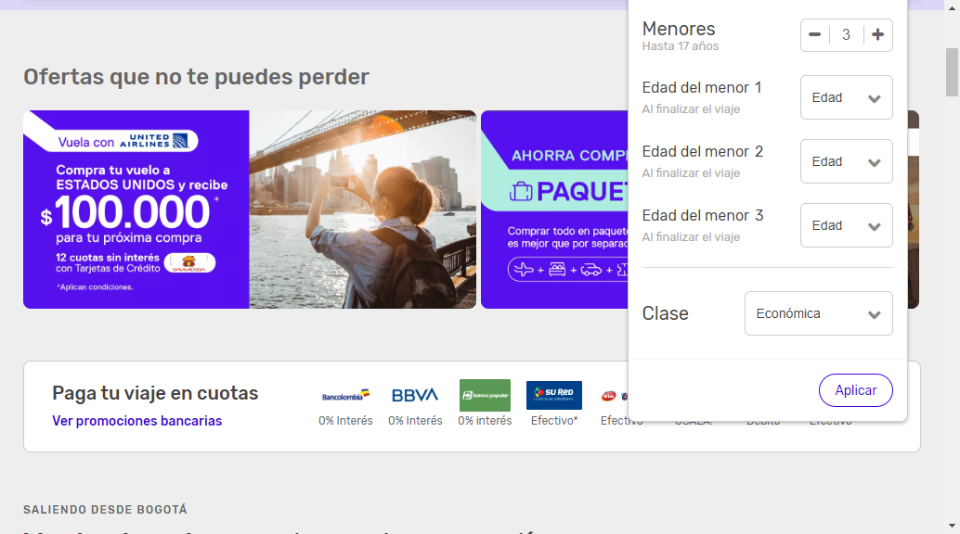 Menores
Hasta 17 años
3
Edad del menor 1
Al finalizar el viaje
Edad
Edad del menor 2
Al finalizar el viaje
Edad
Edad del menor 3
Al finalizar el viaje
Edad
Clase
Económica
Aplicar
Ofertas que no te puedes perder
Vuela con UNITED AIRLINES
Compra tu vuelo a
ESTADOS UNIDOS y recibe
$100.000*
para tu próxima compra
12 cuotas sin interés
con Tarjetas de Crédito
DAVIVIENDA
*Aplican condiciones.
AHORRA COMP
PAQUE
Comprar todo en paquet
es mejor que por separa
Paga tu viaje en cuotas
Ver promociones bancarias
Bancolombia
0% Interés
BBVA
0% Interés
banco popular
0% interés
SU RED
Efectivo*
Efectivo
Efectivo
SALIENDO DESDE BOGOTÁ